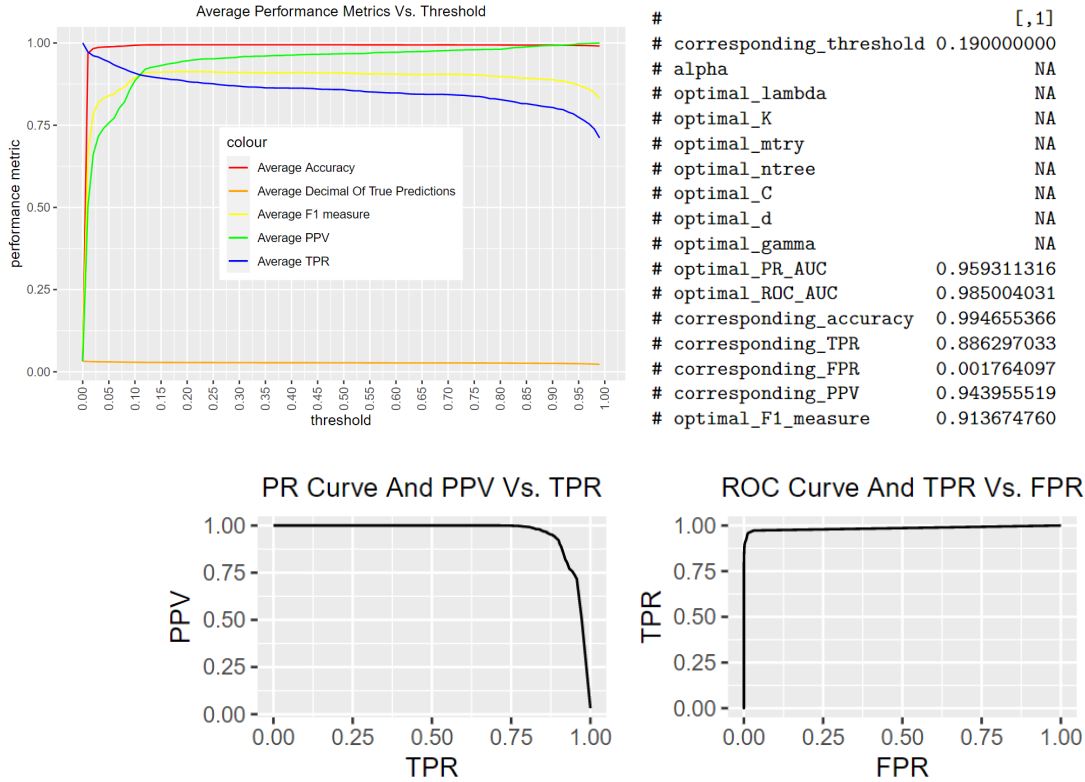 Average Performance Metrics Vs. Threshold
performance metric
1.00
0.75
0.50
0.25
0.00
colour
Average Accuracy
Average Decimal Of True Predictions
Average F1 measure
Average PPV
Average TPR
0.00 0.05 0.10 0.15 0.20 0.25 0.30 0.35 0.40 0.45 0.50 0.55 0.60 0.65 0.70 0.75 0.80 0.85 0.90 0.95 1.00
threshold
# [,1]
# corresponding_threshold 0.190000000
# alpha NA
# optimal_lambda NA
# optimal_K NA
# optimal_mtry NA
# optimal_ntree NA
# optimal_C NA
# optimal_d NA
# optimal_gamma NA
# optimal_PR_AUC 0.959311316
# optimal_ROC_AUC 0.985004031
# corresponding_accuracy 0.994655366
# corresponding_TPR 0.886297033
# corresponding_FPR 0.001764097
# corresponding_PPV 0.943955519
# optimal_F1_measure 0.913674760
PR Curve And PPV Vs. TPR
PPV
1.00
0.75
0.50
0.25
0.00
0.00 0.25 0.50 0.75 1.00
TPR
ROC Curve And TPR Vs. FPR
TPR
1.00
0.75
0.50
0.25
0.00
0.00 0.25 0.50 0.75 1.00
FPR